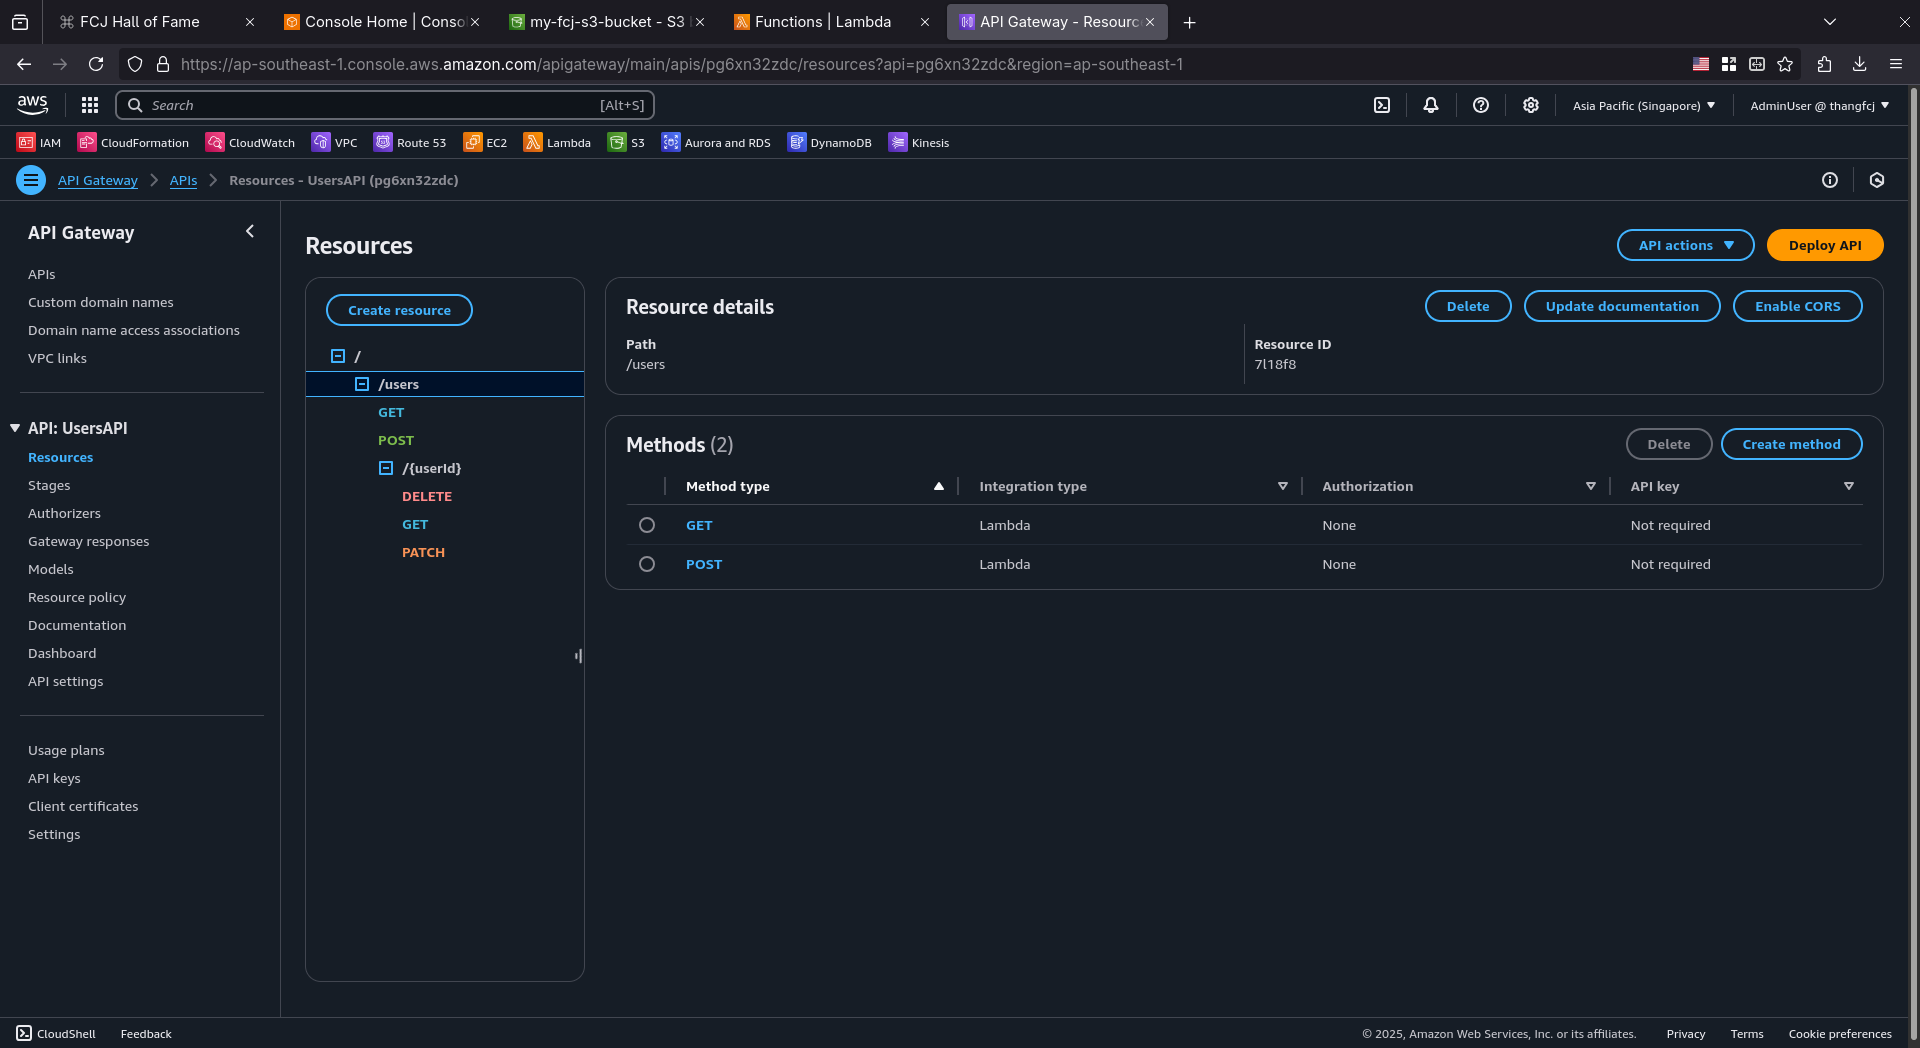 FCJ Hall of Fame
Console Home | Conso
my-fcj-s3-bucket - S3
Functions | Lambda
API Gateway - Resourc
https://ap-southeast-1.console.aws.amazon.com/apigateway/main/apis/pg6xn32zdc/resources?api=pg6xn32zdc&region=ap-southeast-1
aws
Search
[Alt+S]
Asia Pacific (Singapore)
AdminUser @ thangfcj
IAM
CloudFormation
CloudWatch
VPC
Route 53
EC2
Lambda
S3
Aurora and RDS
DynamoDB
Kinesis
API Gateway
APIs
Resources - UsersAPI (pg6xn32zdc)
API Gateway
APIs
Custom domain names
Domain name access associations
VPC links
API: UsersAPI
Resources
Stages
Authorizers
Gateway responses
Models
Resource policy
Documentation
Dashboard
API settings
Usage plans
API keys
Client certificates
Settings
Resources
API actions
Deploy API
Create resource
/
/users
GET
POST
/{userId}
DELETE
GET
PATCH
Resource details
Delete
Update documentation
Enable CORS
Path
/users
Resource ID
7l18f8
Methods (2)
Delete
Create method
Method type
Integration type
Authorization
API key
GET
Lambda
None
Not required
POST
Lambda
None
Not required
CloudShell
Feedback
© 2025, Amazon Web Services, Inc. or its affiliates.
Privacy
Terms
Cookie preferences